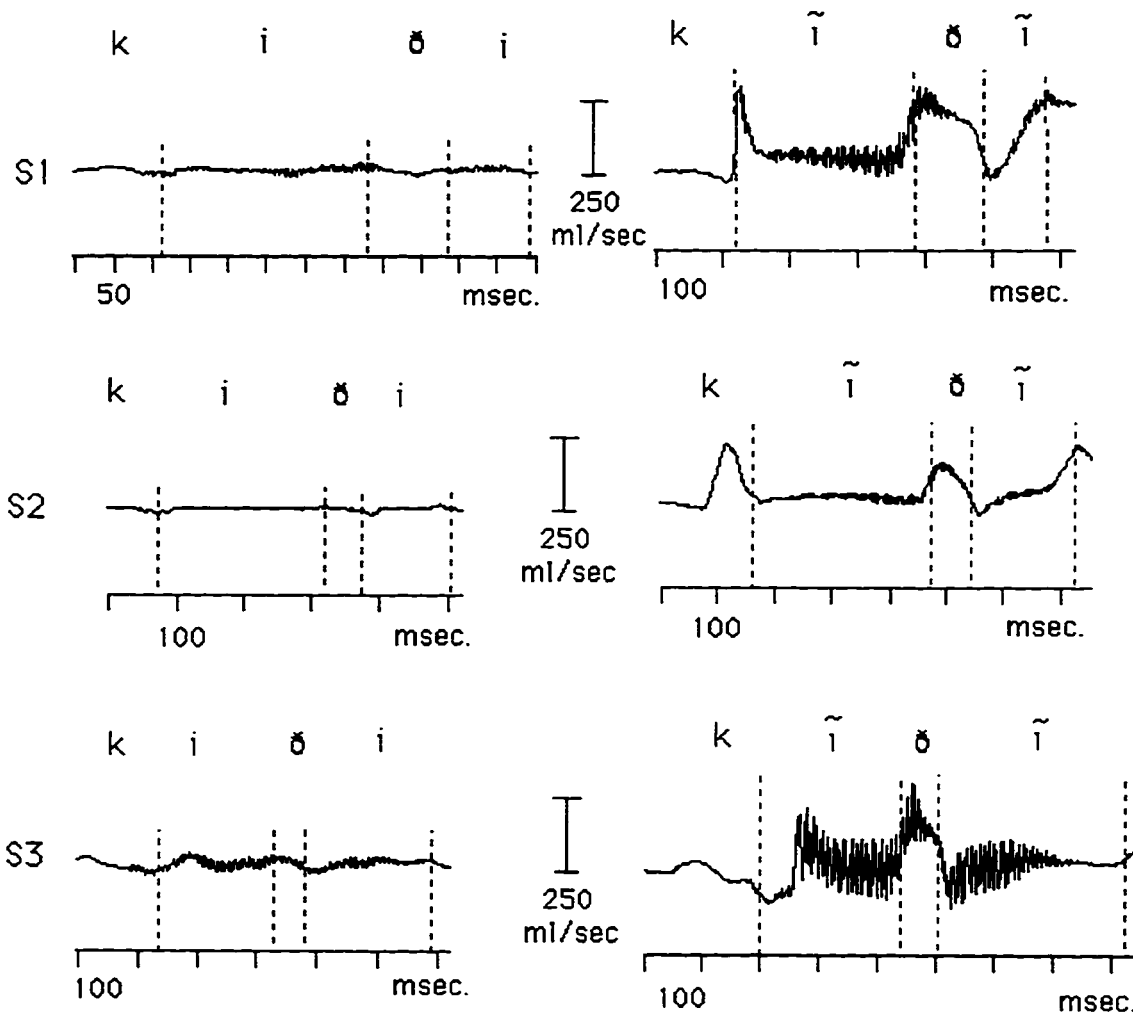 k i ð̌ i k ĩ ð̌ ĩ
S1
250
ml/sec
50 msec. 100 msec.
k i ð̌ i k ĩ ð̌ ĩ
S2
250
ml/sec
100 msec. 100 msec.
k i ð̌ i k ĩ ð̌ ĩ
S3
250
ml/sec
100 msec. 100 msec.